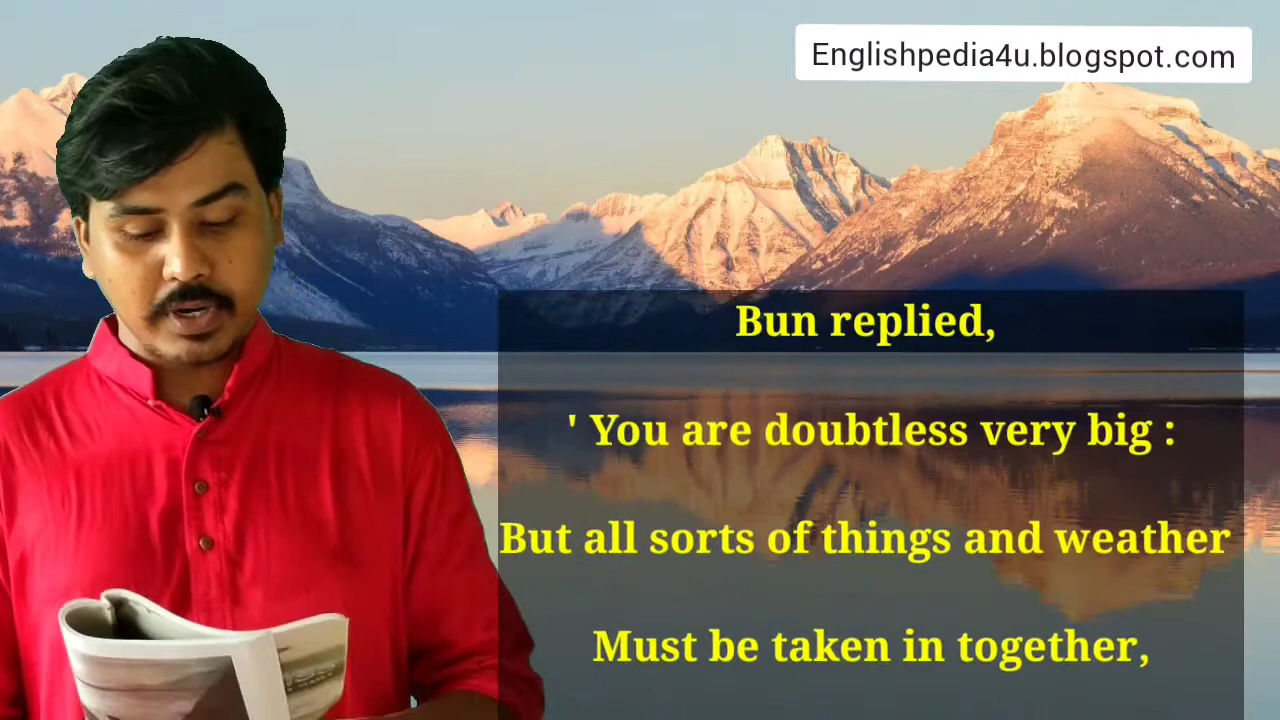 Englishpedia4u.blogspot.com
Bun replied,
' You are doubtless very big :
But all sorts of things and weather
Must be taken in together,